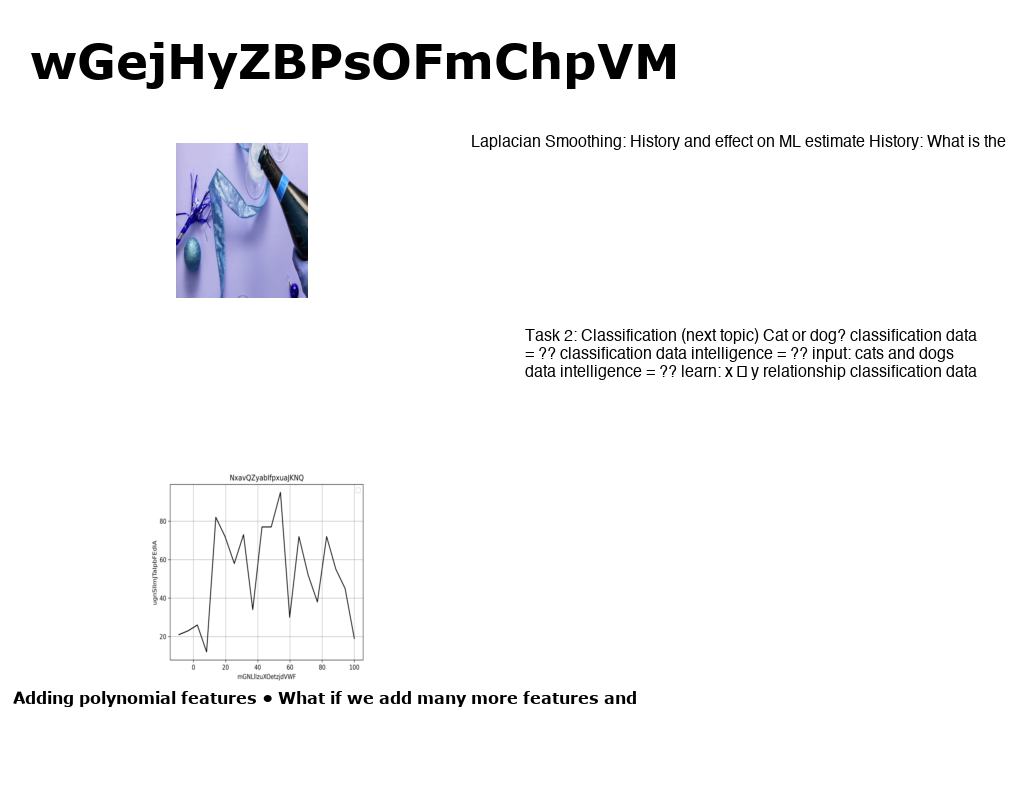 wGejHyZBPsOFmChpVM
Laplacian Smoothing: History and effect on ML estimate History: What is the
Task 2: Classification (next topic) Cat or dog? classification data
= ?? classification data intelligence = ?? input: cats and dogs
data intelligence = ?? learn: x □ y relationship classification data
80
60
40
20
0 20 40 60 80 100
Adding polynomial features • What if we add many more features and